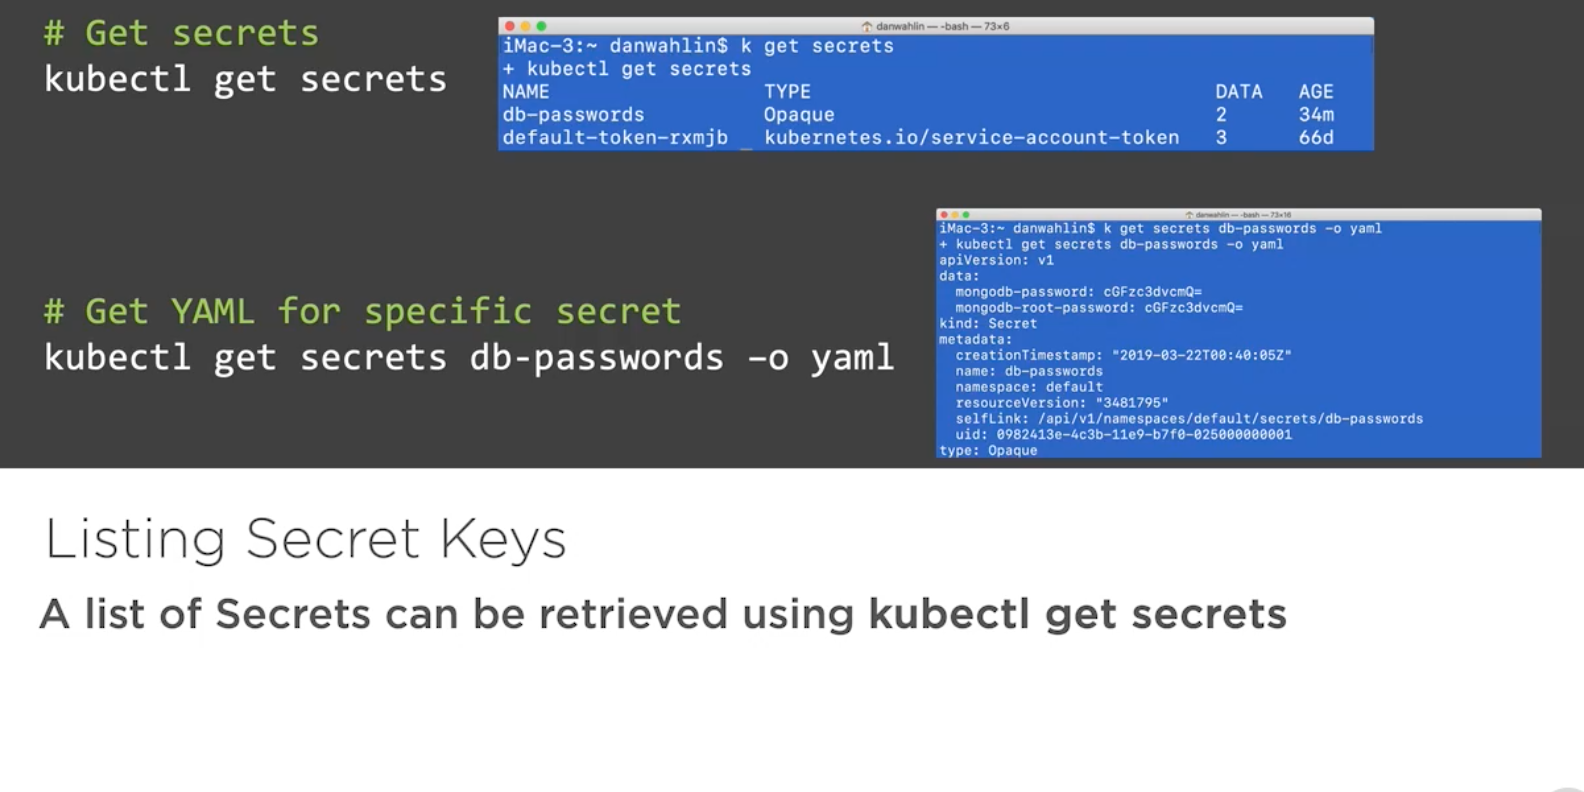 # Get secrets
kubectl get secrets
danwahlin — -bash — 73×6
iMac-3:~ danwahlin$ k get secrets
+ kubectl get secrets
NAME TYPE DATA AGE
db-passwords Opaque 2 34m
default-token-rxmjb _ kubernetes.io/service-account-token 3 66d
# Get YAML for specific secret
kubectl get secrets db-passwords –o yaml
danwahlin — -bash — 73×16
iMac-3:~ danwahlin$ k get secrets db-passwords -o yaml
+ kubectl get secrets db-passwords -o yaml
apiVersion: v1
data:
mongodb-password: cGFzc3dvcmQ=
mongodb-root-password: cGFzc3dvcmQ=
kind: Secret
metadata:
creationTimestamp: "2019-03-22T00:40:05Z"
name: db-passwords
namespace: default
resourceVersion: "3481795"
selfLink: /api/v1/namespaces/default/secrets/db-passwords
uid: 0982413e-4c3b-11e9-b7f0-025000000001
type: Opaque
Listing Secret Keys
A list of Secrets can be retrieved using kubectl get secrets